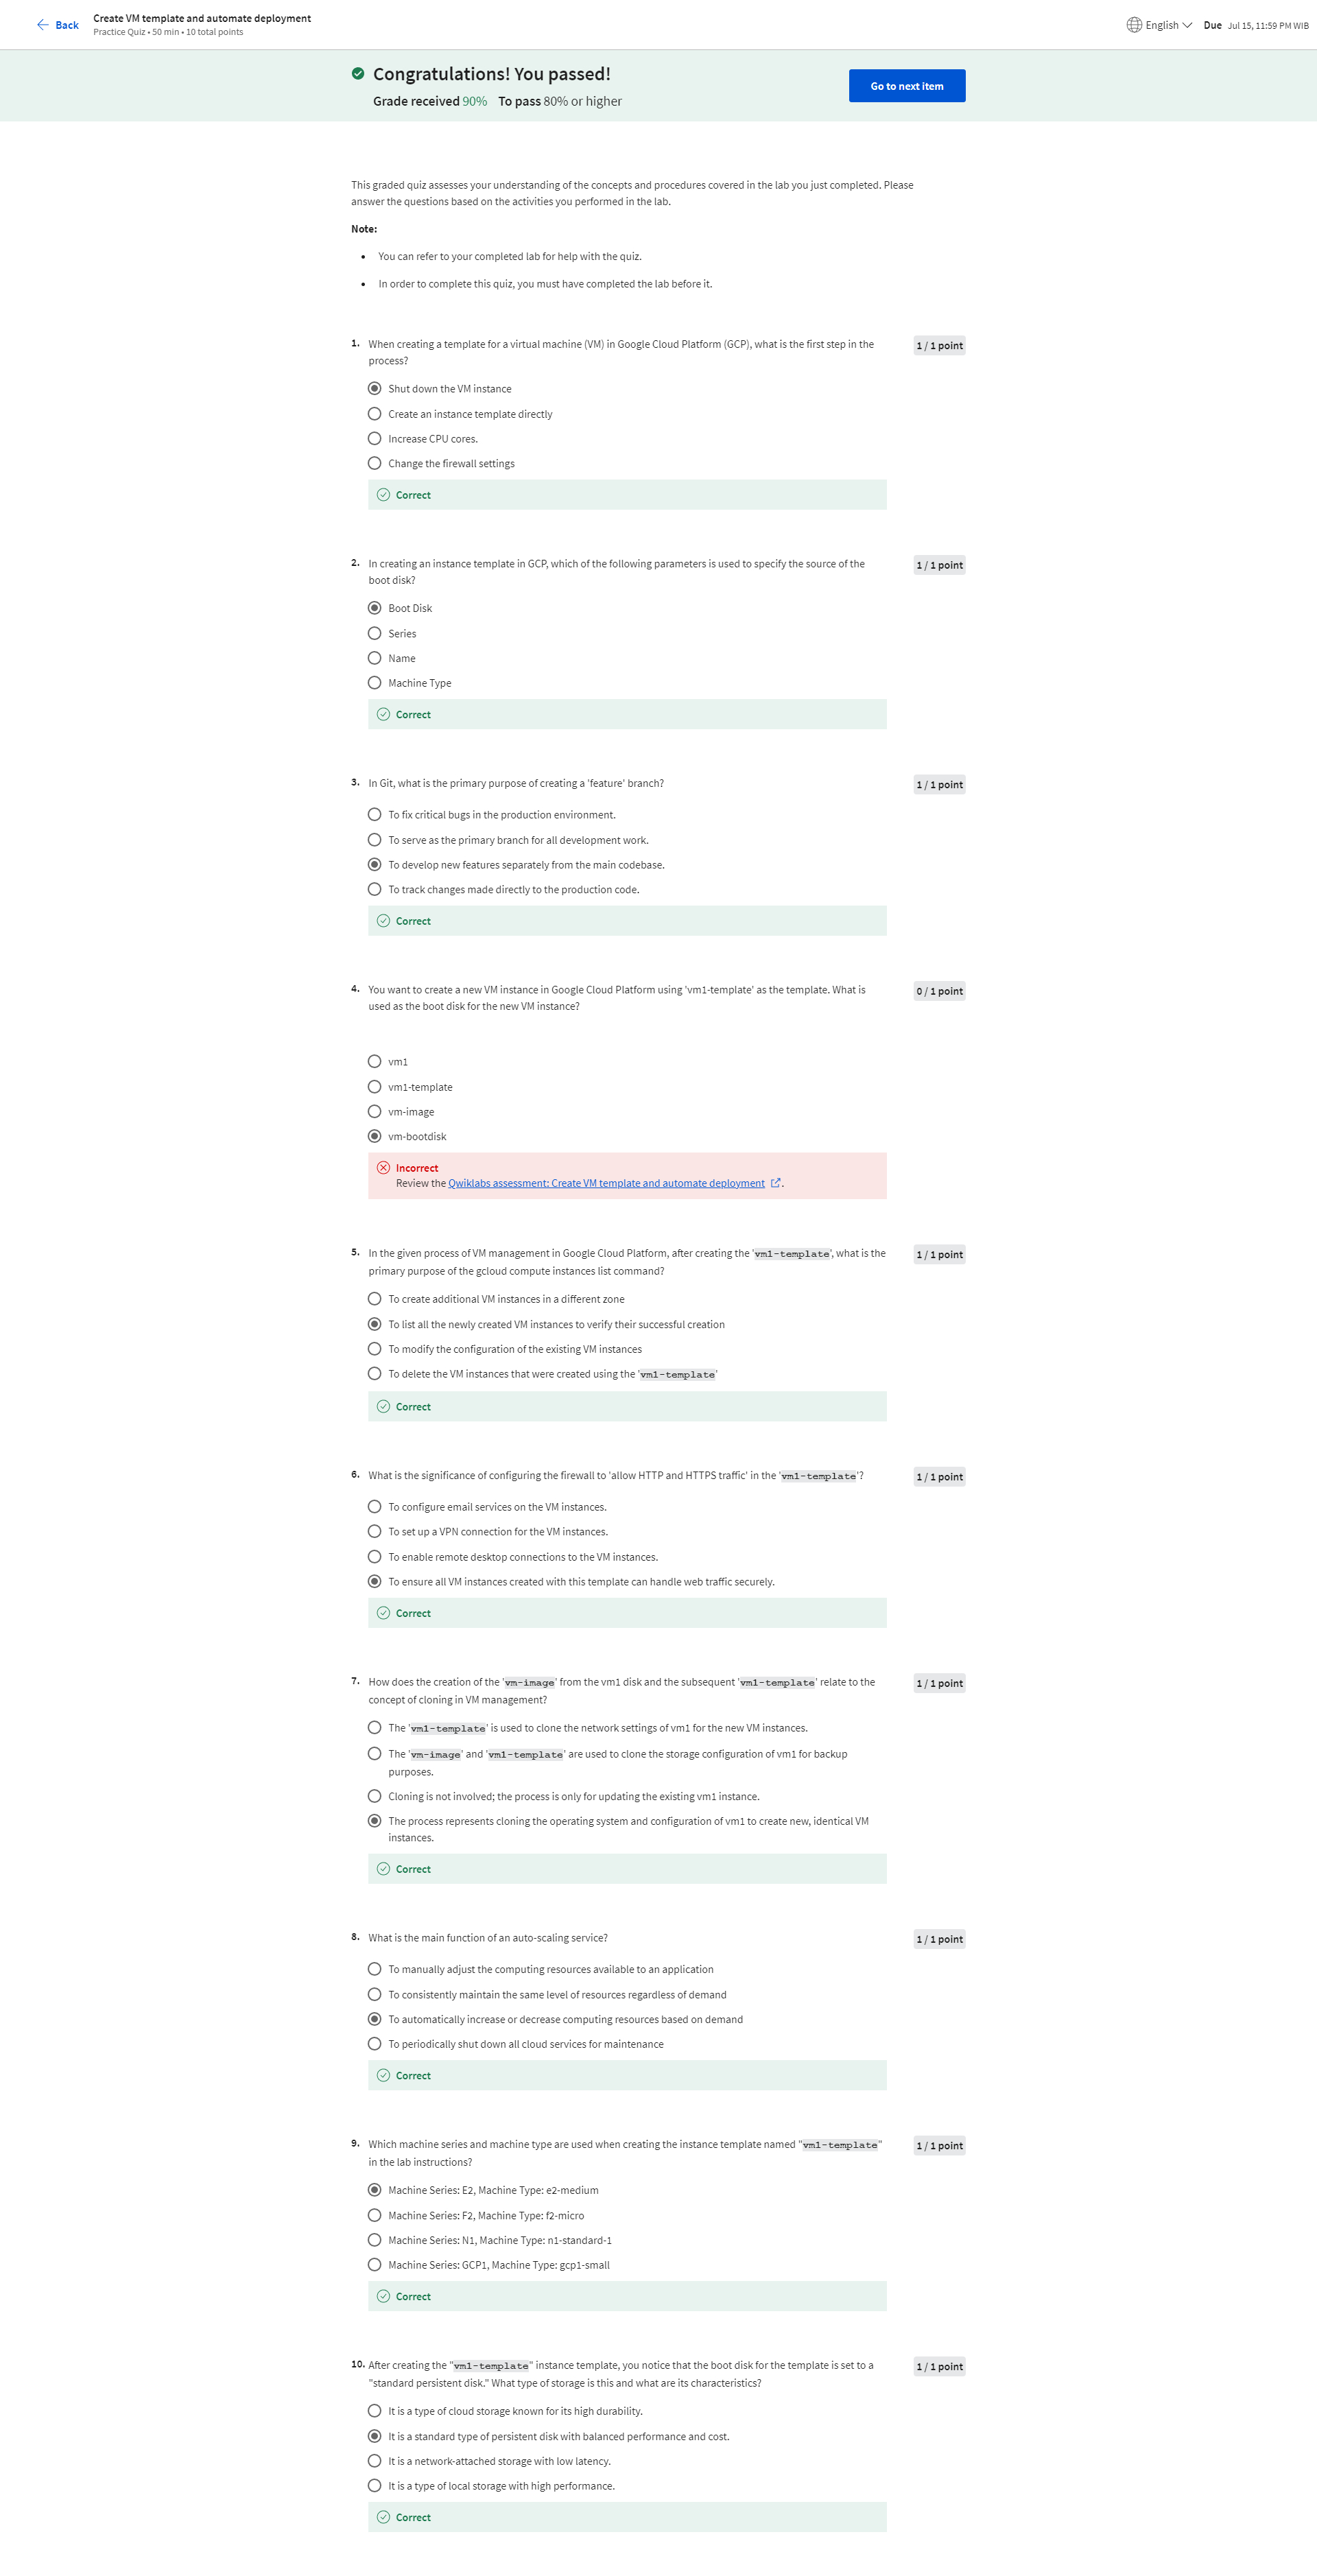 Back
Create VM template and automate deployment
Practice Quiz • 50 min • 10 total points
English
Due Jul 15, 11:59 PM WIB
Congratulations! You passed!
Grade received 90% To pass 80% or higher
Go to next item
This graded quiz assesses your understanding of the concepts and procedures covered in the lab you just completed. Please
answer the questions based on the activities you performed in the lab.
Note:
• You can refer to your completed lab for help with the quiz.
• In order to complete this quiz, you must have completed the lab before it.
1. When creating a template for a virtual machine (VM) in Google Cloud Platform (GCP), what is the first step in the
process?
1 / 1 point
Shut down the VM instance
Create an instance template directly
Increase CPU cores.
Change the firewall settings
Correct
2. In creating an instance template in GCP, which of the following parameters is used to specify the source of the
boot disk?
1 / 1 point
Boot Disk
Series
Name
Machine Type
Correct
3. In Git, what is the primary purpose of creating a 'feature' branch?
1 / 1 point
To fix critical bugs in the production environment.
To serve as the primary branch for all development work.
To develop new features separately from the main codebase.
To track changes made directly to the production code.
Correct
4. You want to create a new VM instance in Google Cloud Platform using 'vm1-template' as the template. What is
used as the boot disk for the new VM instance?
0 / 1 point
vm1
vm1-template
vm-image
vm-bootdisk
Incorrect
Review the Qwiklabs assessment: Create VM template and automate deployment .
5. In the given process of VM management in Google Cloud Platform, after creating the 'vm1-template', what is the
primary purpose of the gcloud compute instances list command?
1 / 1 point
To create additional VM instances in a different zone
To list all the newly created VM instances to verify their successful creation
To modify the configuration of the existing VM instances
To delete the VM instances that were created using the 'vm1-template'
Correct
6. What is the significance of configuring the firewall to 'allow HTTP and HTTPS traffic' in the 'vm1-template'?
1 / 1 point
To configure email services on the VM instances.
To set up a VPN connection for the VM instances.
To enable remote desktop connections to the VM instances.
To ensure all VM instances created with this template can handle web traffic securely.
Correct
7. How does the creation of the 'vm-image' from the vm1 disk and the subsequent 'vm1-template' relate to the
concept of cloning in VM management?
1 / 1 point
The 'vm1-template' is used to clone the network settings of vm1 for the new VM instances.
The 'vm-image' and 'vm1-template' are used to clone the storage configuration of vm1 for backup
purposes.
Cloning is not involved; the process is only for updating the existing vm1 instance.
The process represents cloning the operating system and configuration of vm1 to create new, identical VM
instances.
Correct
8. What is the main function of an auto-scaling service?
1 / 1 point
To manually adjust the computing resources available to an application
To consistently maintain the same level of resources regardless of demand
To automatically increase or decrease computing resources based on demand
To periodically shut down all cloud services for maintenance
Correct
9. Which machine series and machine type are used when creating the instance template named "vm1-template"
in the lab instructions?
1 / 1 point
Machine Series: E2, Machine Type: e2-medium
Machine Series: F2, Machine Type: f2-micro
Machine Series: N1, Machine Type: n1-standard-1
Machine Series: GCP1, Machine Type: gcp1-small
Correct
10. After creating the "vm1-template" instance template, you notice that the boot disk for the template is set to a
"standard persistent disk." What type of storage is this and what are its characteristics?
1 / 1 point
It is a type of cloud storage known for its high durability.
It is a standard type of persistent disk with balanced performance and cost.
It is a network-attached storage with low latency.
It is a type of local storage with high performance.
Correct